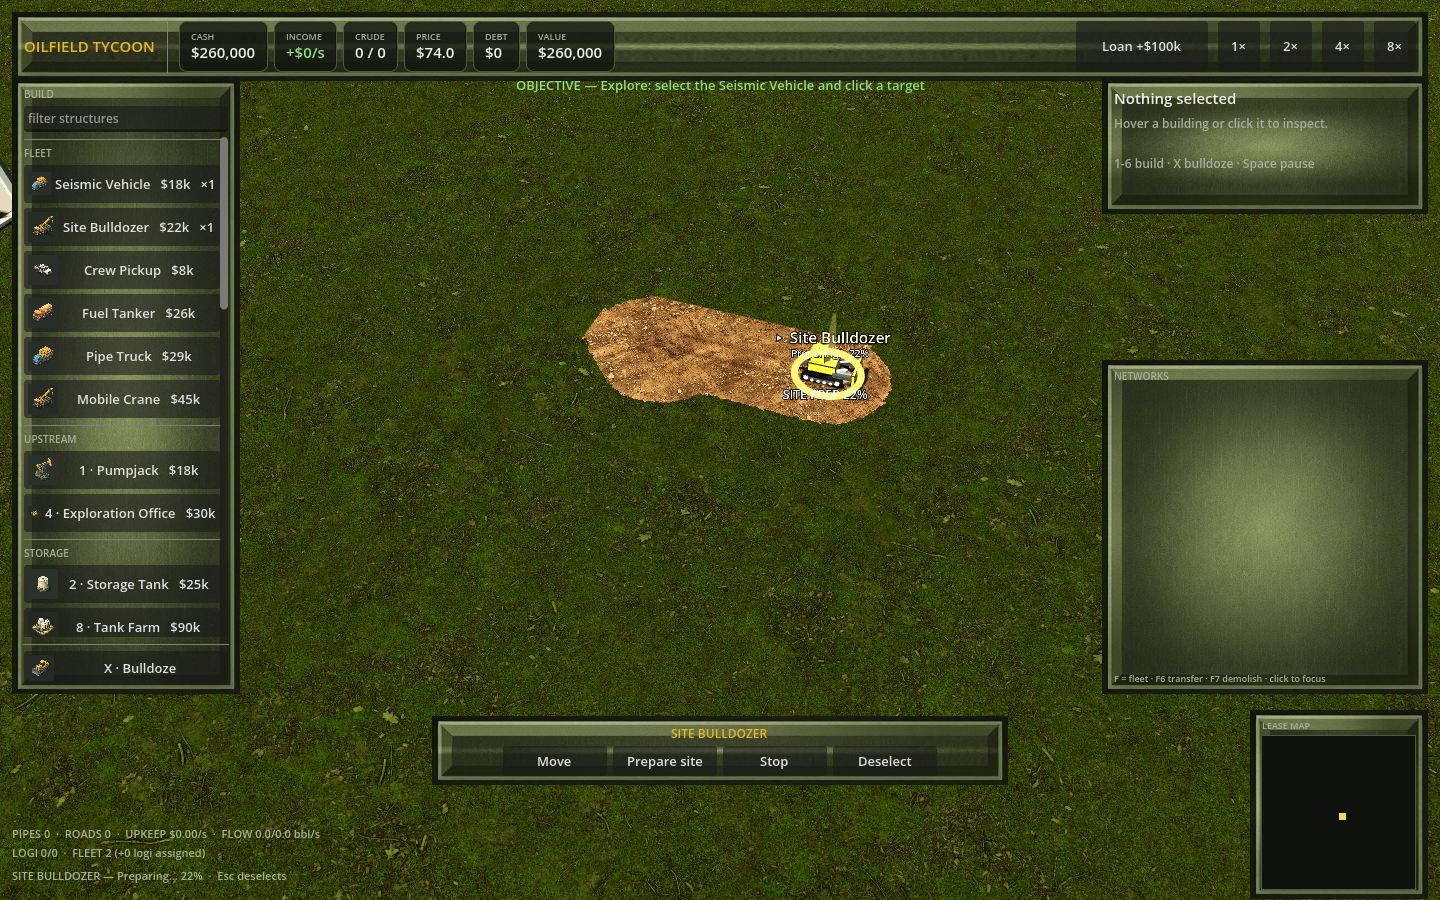 OILFIELD TYCOON
CASH
$260,000
INCOME
+$0/s
CRUDE
0 / 0
PRICE
$74.0
DEBT
$0
VALUE
$260,000
Loan +$100k
1×
2×
4×
8×
OBJECTIVE — Explore: select the Seismic Vehicle and click a target
BUILD
filter structures
FLEET
Seismic Vehicle $18k ×1
Site Bulldozer $22k ×1
Crew Pickup $8k
Fuel Tanker $26k
Pipe Truck $29k
Mobile Crane $45k
UPSTREAM
1 · Pumpjack $18k
4 · Exploration Office $30k
STORAGE
2 · Storage Tank $25k
8 · Tank Farm $90k
X · Bulldoze
Nothing selected
Hover a building or click it to inspect.
1-6 build · X bulldoze · Space pause
Site Bulldozer
22%
SITE PREP 22%
NETWORKS
F = fleet · F6 transfer · F7 demolish · click to focus
SITE BULLDOZER
Move
Prepare site
Stop
Deselect
LEASE MAP
PIPES 0 · ROADS 0 · UPKEEP $0.00/s · FLOW 0.0/0.0 bbl/s
LOGI 0/0 · FLEET 2 (+0 logi assigned)
SITE BULLDOZER — Preparing… 22% · Esc deselects